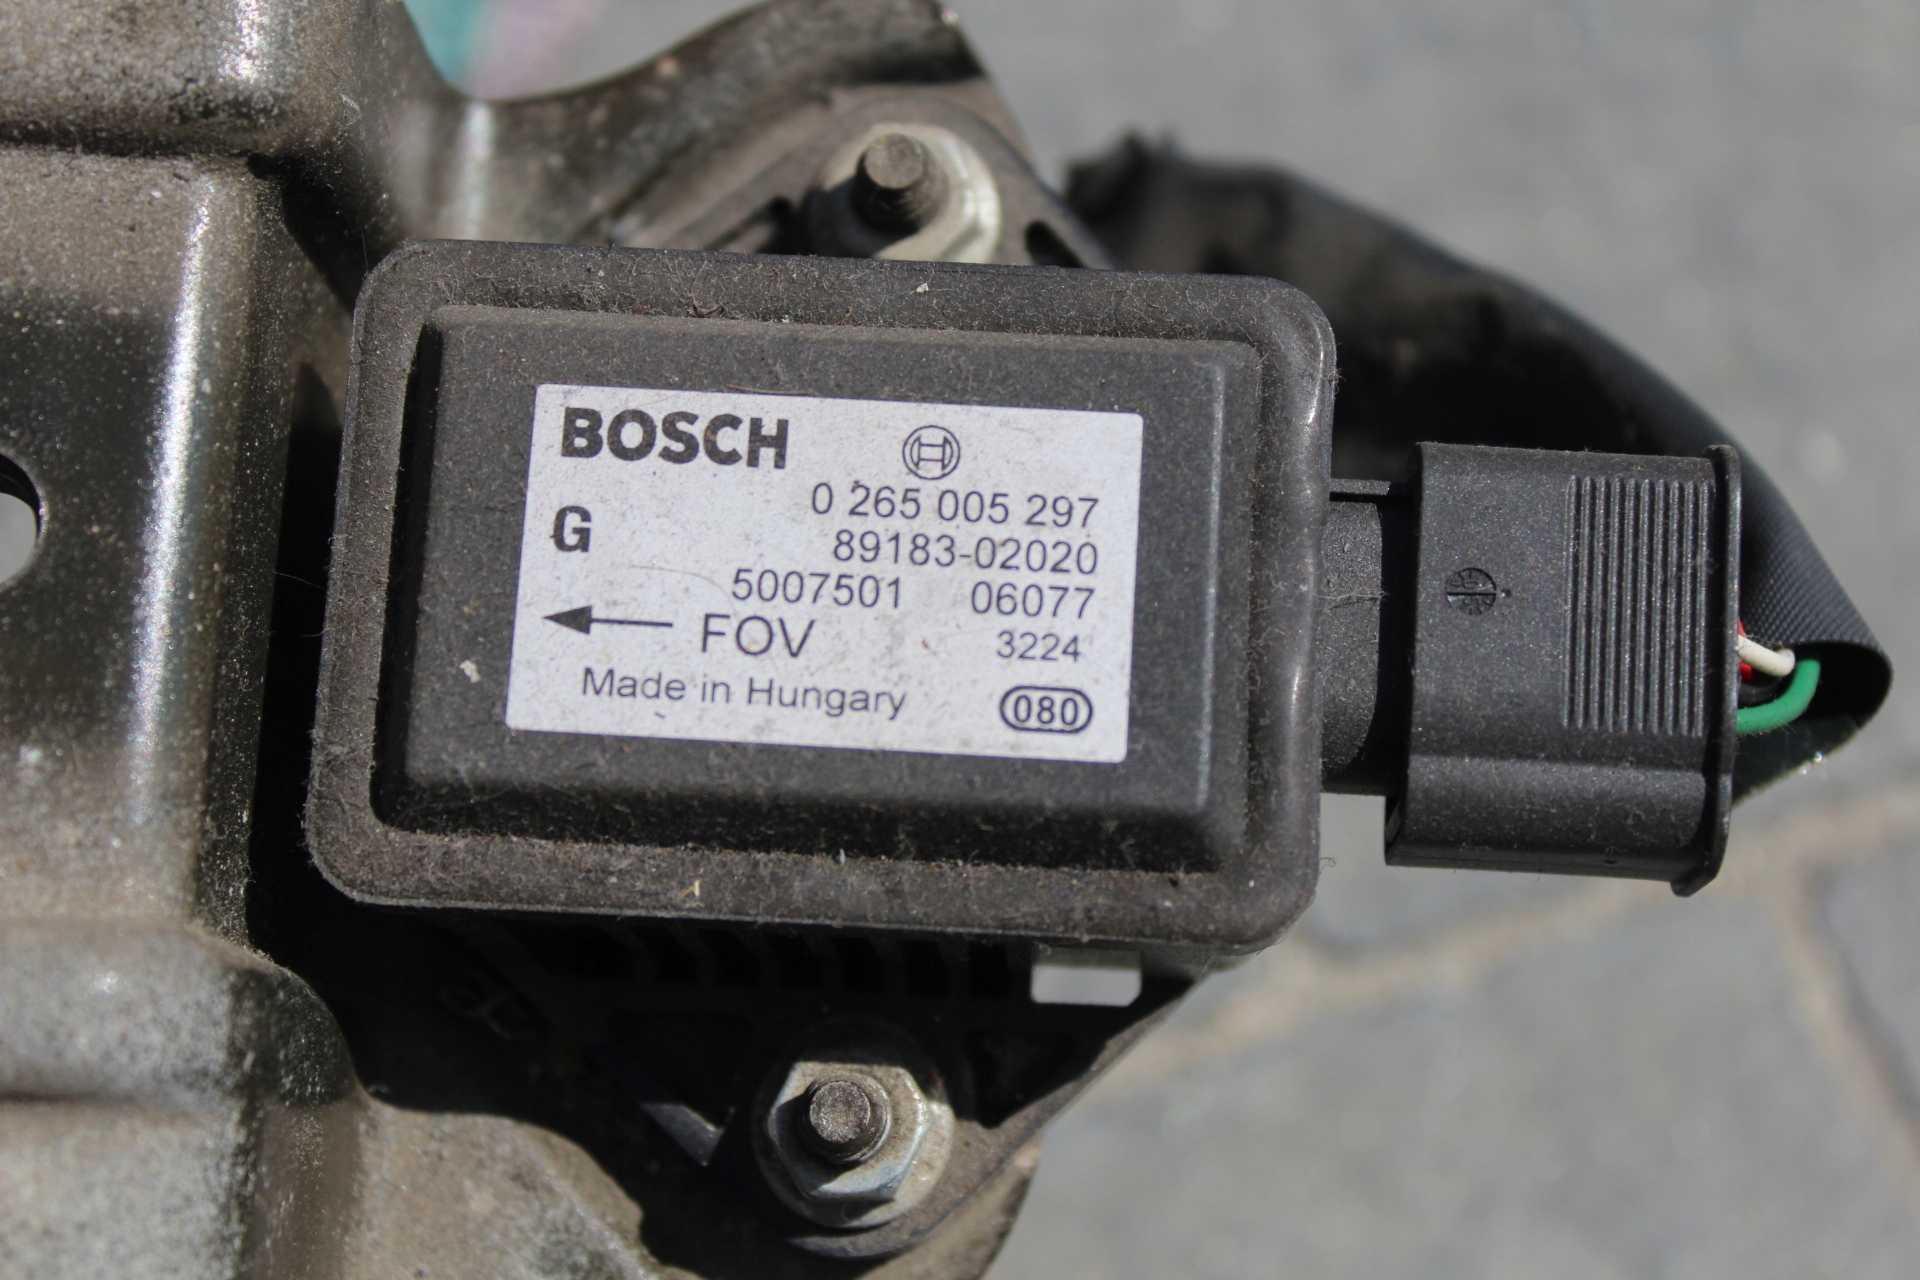 BOSCH
0 265 005 297
G
89183-02020
5007501 06077
FOV 3224
Made in Hungary 080